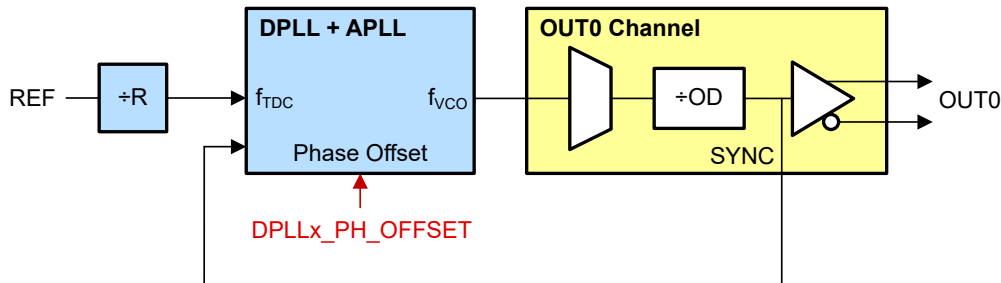 DPLL + APLL
OUT0 Channel
REF
÷R
fTDC
fVCO
÷OD
OUT0
Phase Offset
SYNC
DPLLx_PH_OFFSET